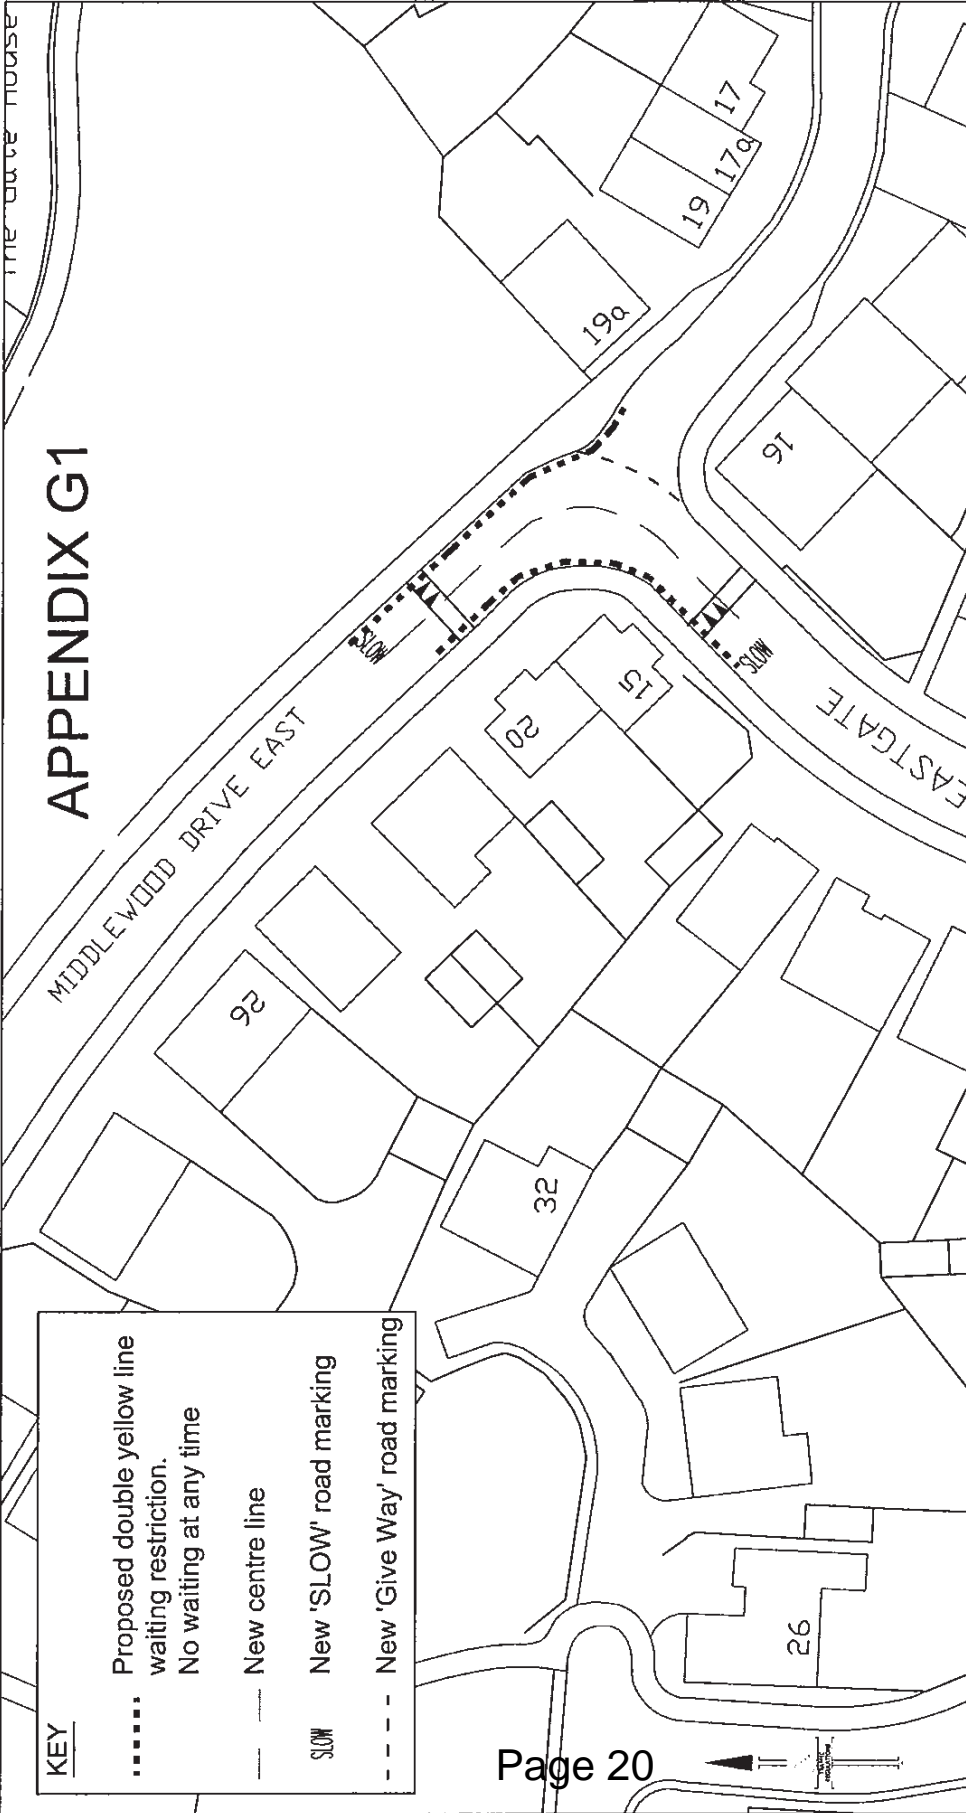 APPENDIX G1
The Gate House
MIDDLEWOOD DRIVE EAST
EASTGATE
SLOW
SLOW
17
17a
19
19a
16
15
20
26
32
26
KEY
Proposed double yellow line
waiting restriction.
No waiting at any time
New centre line
SLOW New 'SLOW' road marking
New 'Give Way' road marking
Page 20